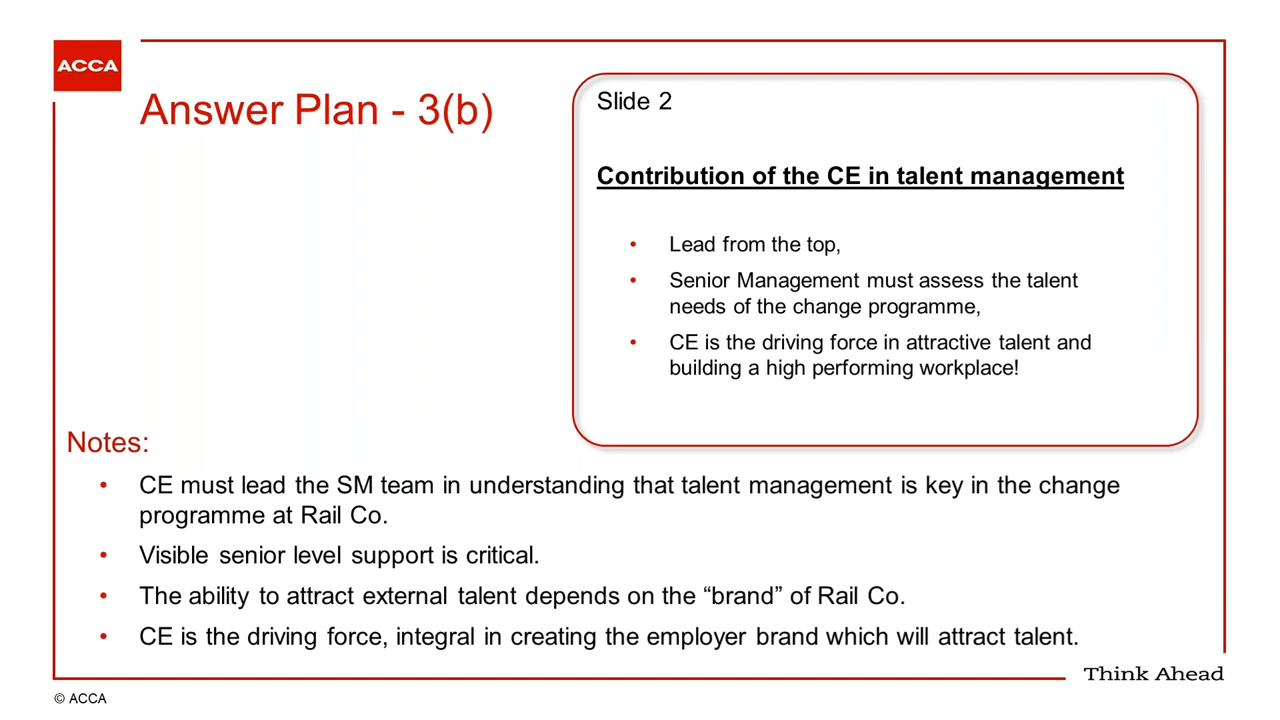 ACCA
Answer Plan - 3(b)
Slide 2
Contribution of the CE in talent management
• Lead from the top,
• Senior Management must assess the talent
needs of the change programme,
• CE is the driving force in attractive talent and
building a high performing workplace!
Notes:
• CE must lead the SM team in understanding that talent management is key in the change
programme at Rail Co.
• Visible senior level support is critical.
• The ability to attract external talent depends on the “brand” of Rail Co.
• CE is the driving force, integral in creating the employer brand which will attract talent.
Think Ahead
© ACCA